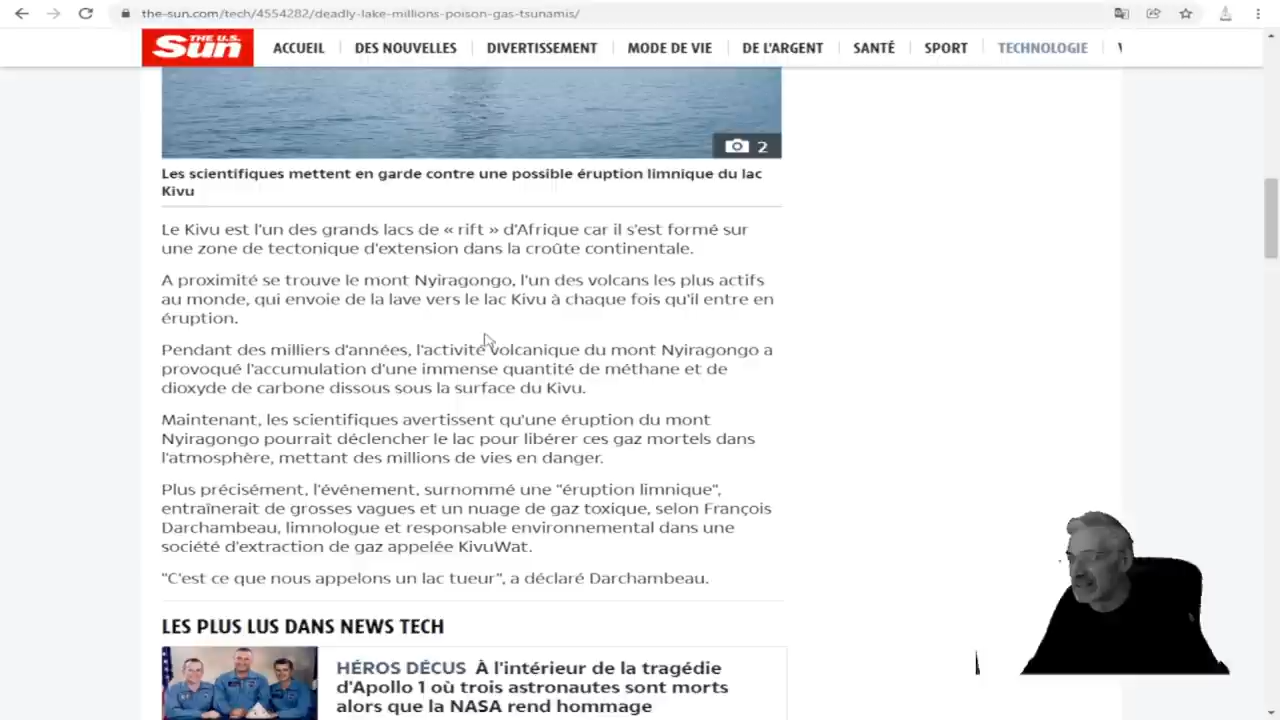 the-sun.com/tech/4554282/deadly-lake-millions-poison-gas-tsunamis/
THE U.S.
Sun
ACCUEIL DES NOUVELLES DIVERTISSEMENT MODE DE VIE DE L'ARGENT SANTÉ SPORT TECHNOLOGIE
2
Les scientifiques mettent en garde contre une possible éruption limnique du lac
Kivu
Le Kivu est l'un des grands lacs de « rift » d'Afrique car il s'est formé sur
une zone de tectonique d'extension dans la croûte continentale.
A proximité se trouve le mont Nyiragongo, l'un des volcans les plus actifs
au monde, qui envoie de la lave vers le lac Kivu à chaque fois qu'il entre en
éruption.
Pendant des milliers d'années, l'activité volcanique du mont Nyiragongo a
provoqué l'accumulation d'une immense quantité de méthane et de
dioxyde de carbone dissous sous la surface du Kivu.
Maintenant, les scientifiques avertissent qu'une éruption du mont
Nyiragongo pourrait déclencher le lac pour libérer ces gaz mortels dans
l'atmosphère, mettant des millions de vies en danger.
Plus précisément, l'événement, surnommé une "éruption limnique",
entraînerait de grosses vagues et un nuage de gaz toxique, selon François
Darchambeau, limnologue et responsable environnemental dans une
société d'extraction de gaz appelée KivuWat.
"C'est ce que nous appelons un lac tueur", a déclaré Darchambeau.
LES PLUS LUS DANS NEWS TECH
HÉROS DÉCUS À l'intérieur de la tragédie
d'Apollo 1 où trois astronautes sont morts
alors que la NASA rend hommage